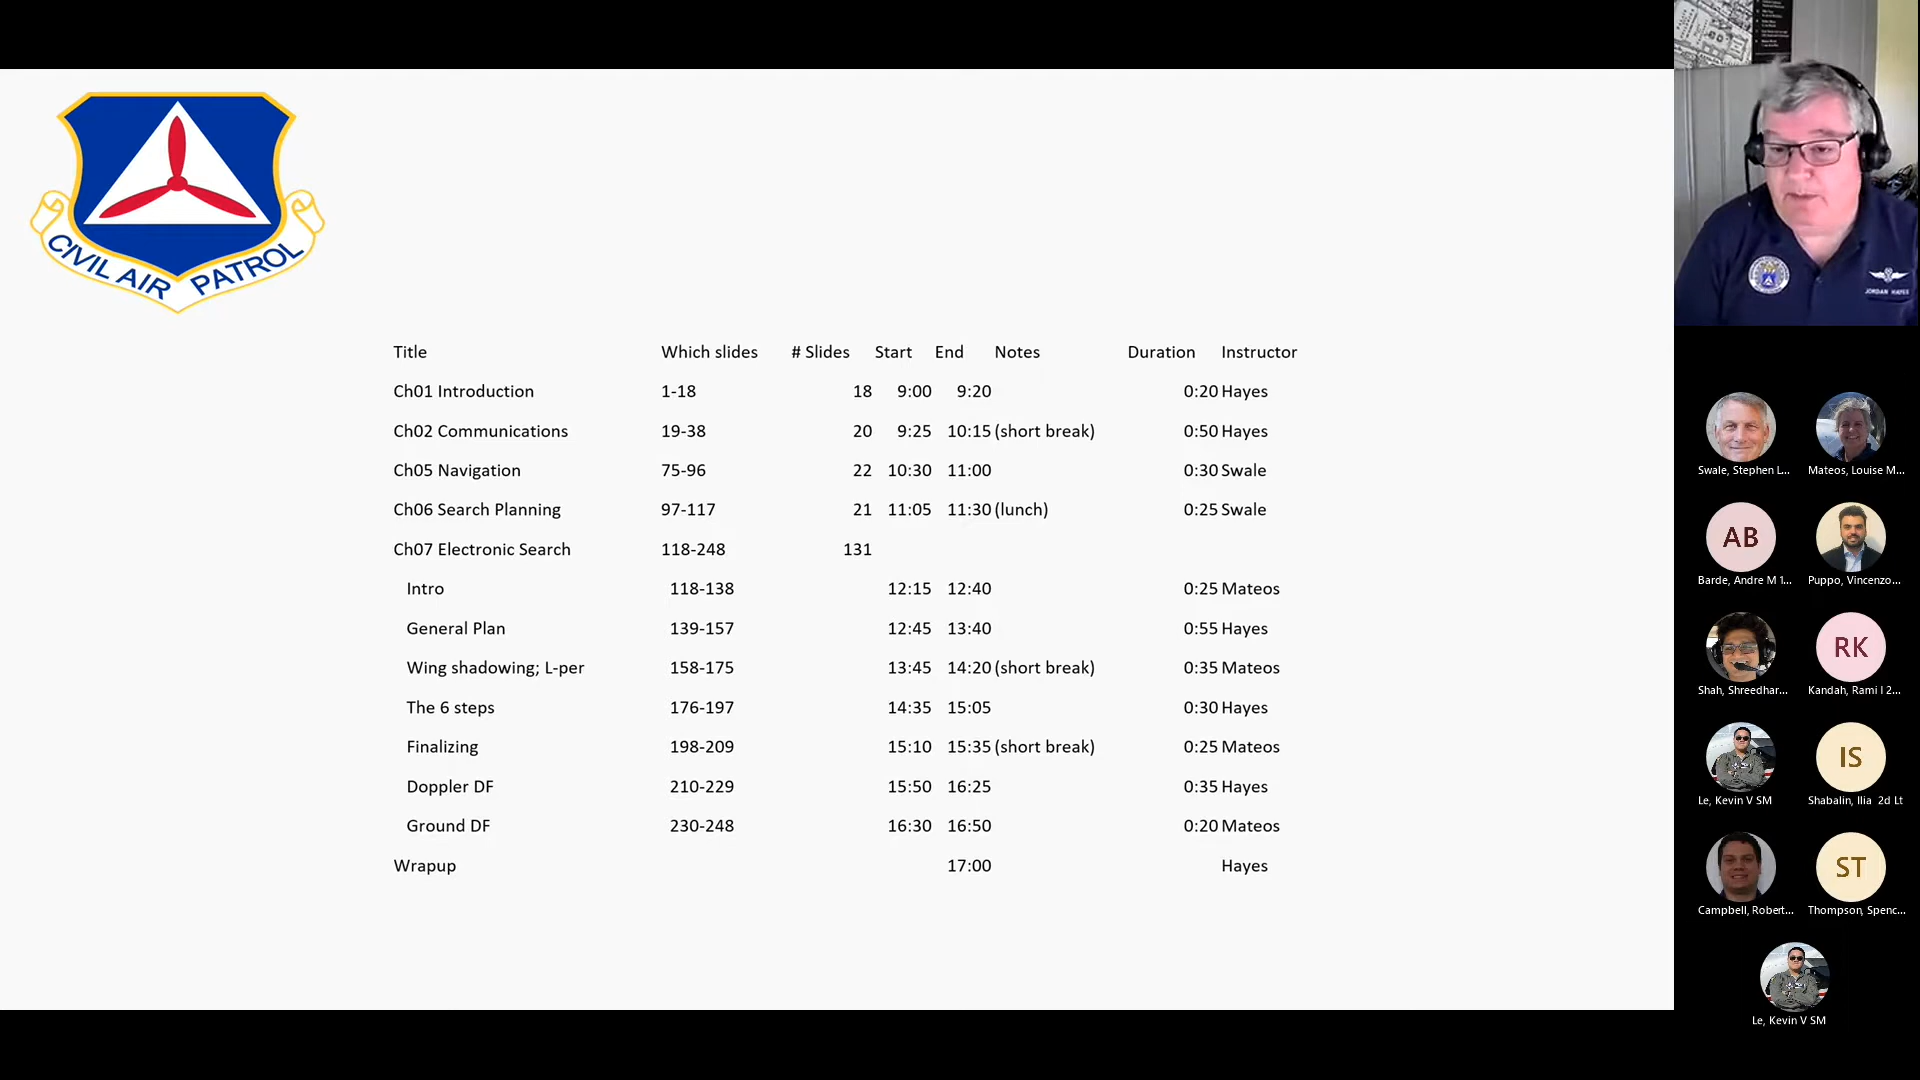 CIVIL AIR PATROL
Title Which slides # Slides Start End Notes Duration Instructor
Ch01 Introduction 1-18 18 9:00 9:20 0:20 Hayes
Ch02 Communications 19-38 20 9:25 10:15 (short break) 0:50 Hayes
Ch05 Navigation 75-96 22 10:30 11:00 0:30 Swale
Ch06 Search Planning 97-117 21 11:05 11:30 (lunch) 0:25 Swale
Ch07 Electronic Search 118-248 131
Intro 118-138 12:15 12:40 0:25 Mateos
General Plan 139-157 12:45 13:40 0:55 Hayes
Wing shadowing; L-per 158-175 13:45 14:20 (short break) 0:35 Mateos
The 6 steps 176-197 14:35 15:05 0:30 Hayes
Finalizing 198-209 15:10 15:35 (short break) 0:25 Mateos
Doppler DF 210-229 15:50 16:25 0:35 Hayes
Ground DF 230-248 16:30 16:50 0:20 Mateos
Wrapup 17:00 Hayes
JORDAN HAYES
Swale, Stephen L... Mateos, Louise M...
AB
Barde, Andre M 1... Puppo, Vincenzo...
RK
Shah, Shreedhar... Kandah, Rami I 2...
IS
Le, Kevin V SM Shabalin, Ilia 2d Lt
ST
Campbell, Robert... Thompson, Spenc...
Le, Kevin V SM